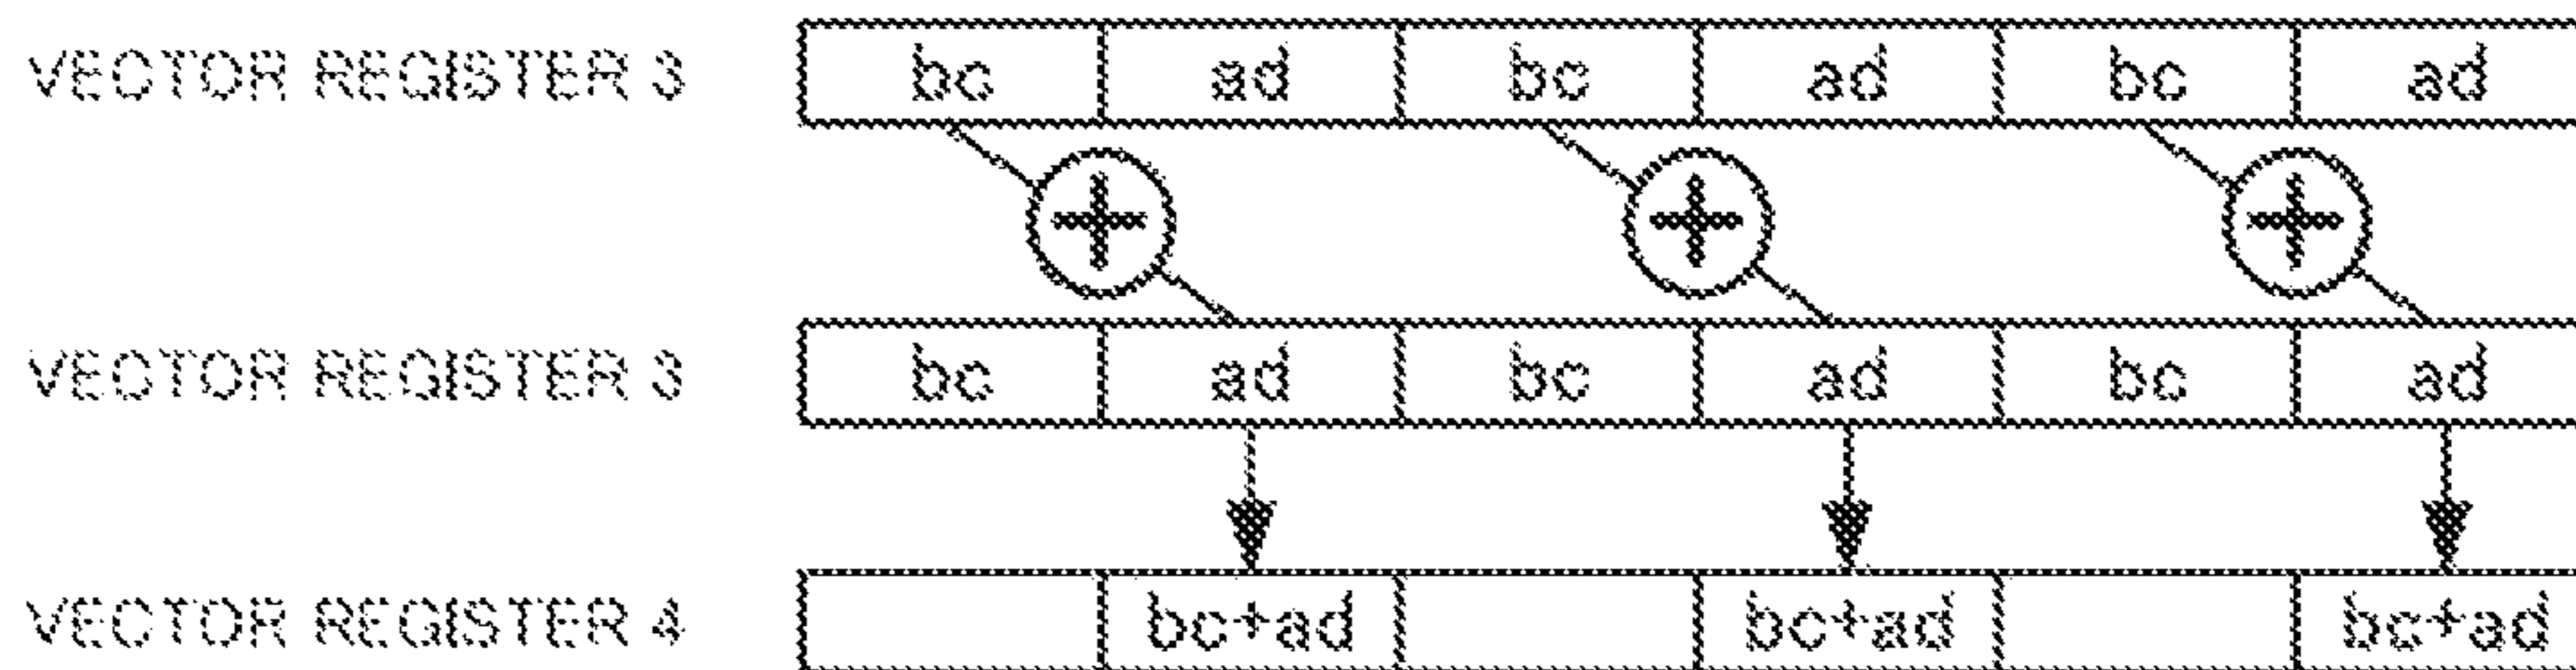 VECTOR REGISTER 3 bc ad bc ad bc ad
VECTOR REGISTER 3 bc ad bc ad bc ad
VECTOR REGISTER 4 bc+ad bc+ad bc+ad